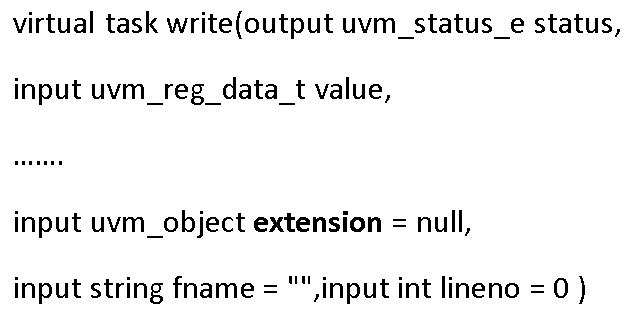 virtual task write(output uvm_status_e status,
input uvm_reg_data_t value,
.......
input uvm_object extension = null,
input string fname = "",input int lineno = 0 )